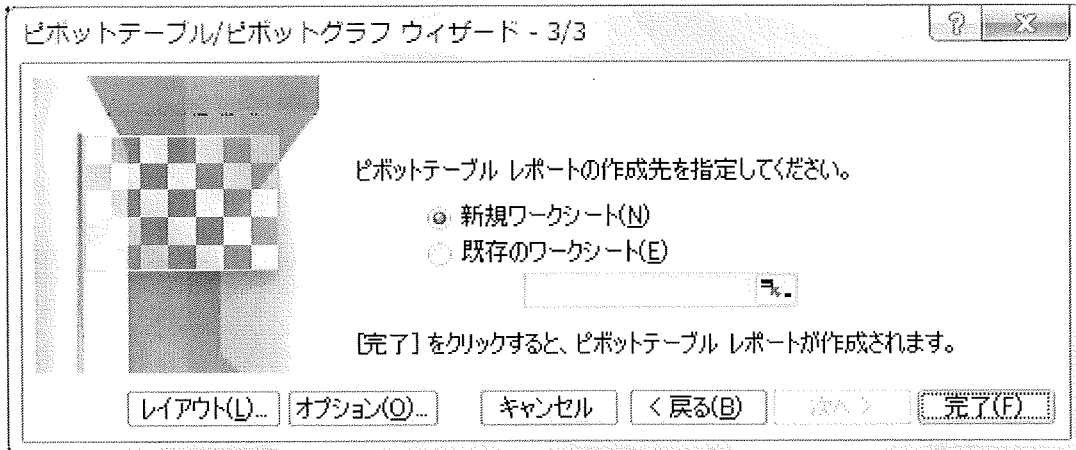 ピボットテーブル/ピボットグラフ ウィザード - 3/3
ピボットテーブル レポートの作成先を指定してください。
新規ワークシート(N)
既存のワークシート(E)
[完了] をクリックすると、ピボットテーブル レポートが作成されます。
レイアウト(L)... オプション(O)... キャンセル < 戻る(B) 次へ > 完了(F)